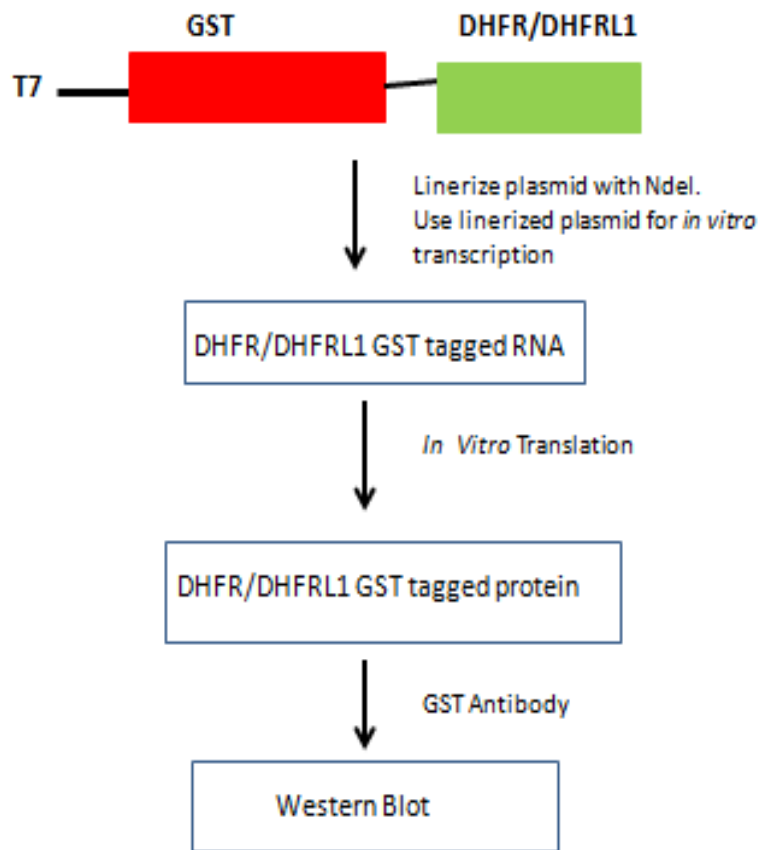 GST
DHFR/DHFRL1
T7
Linerize plasmid with NdeI.
Use linerized plasmid for in vitro
transcription
DHFR/DHFRL1 GST tagged RNA
In Vitro Translation
DHFR/DHFRL1 GST tagged protein
GST Antibody
Western Blot